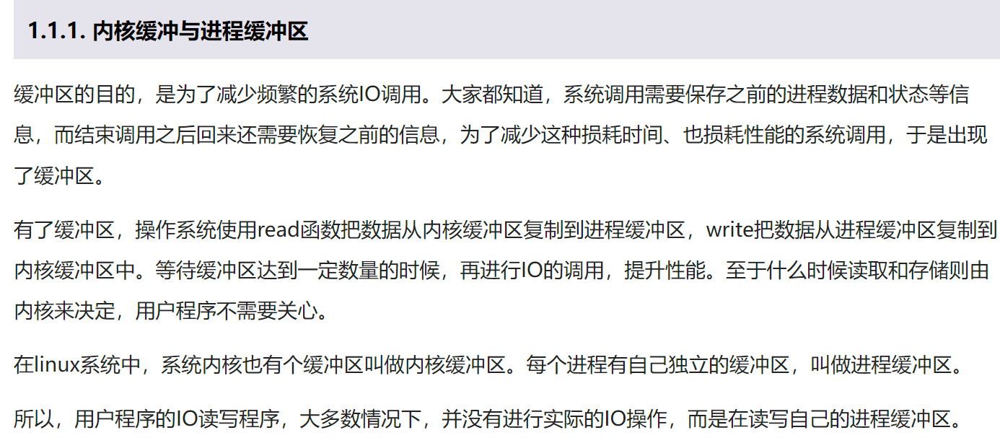 1.1.1. 内核缓冲与进程缓冲区
缓冲区的目的，是为了减少频繁的系统IO调用。大家都知道，系统调用需要保存之前的进程数据和状态等信
息，而结束调用之后回来还需要恢复之前的信息，为了减少这种损耗时间、也损耗性能的系统调用，于是出现
了缓冲区。
有了缓冲区，操作系统使用read函数把数据从内核缓冲区复制到进程缓冲区，write把数据从进程缓冲区复制到
内核缓冲区中。等待缓冲区达到一定数量的时候，再进行IO的调用，提升性能。至于什么时候读取和存储则由
内核来决定，用户程序不需要关心。
在linux系统中，系统内核也有个缓冲区叫做内核缓冲区。每个进程有自己独立的缓冲区，叫做进程缓冲区。
所以，用户程序的IO读写程序，大多数情况下，并没有进行实际的IO操作，而是在读写自己的进程缓冲区。